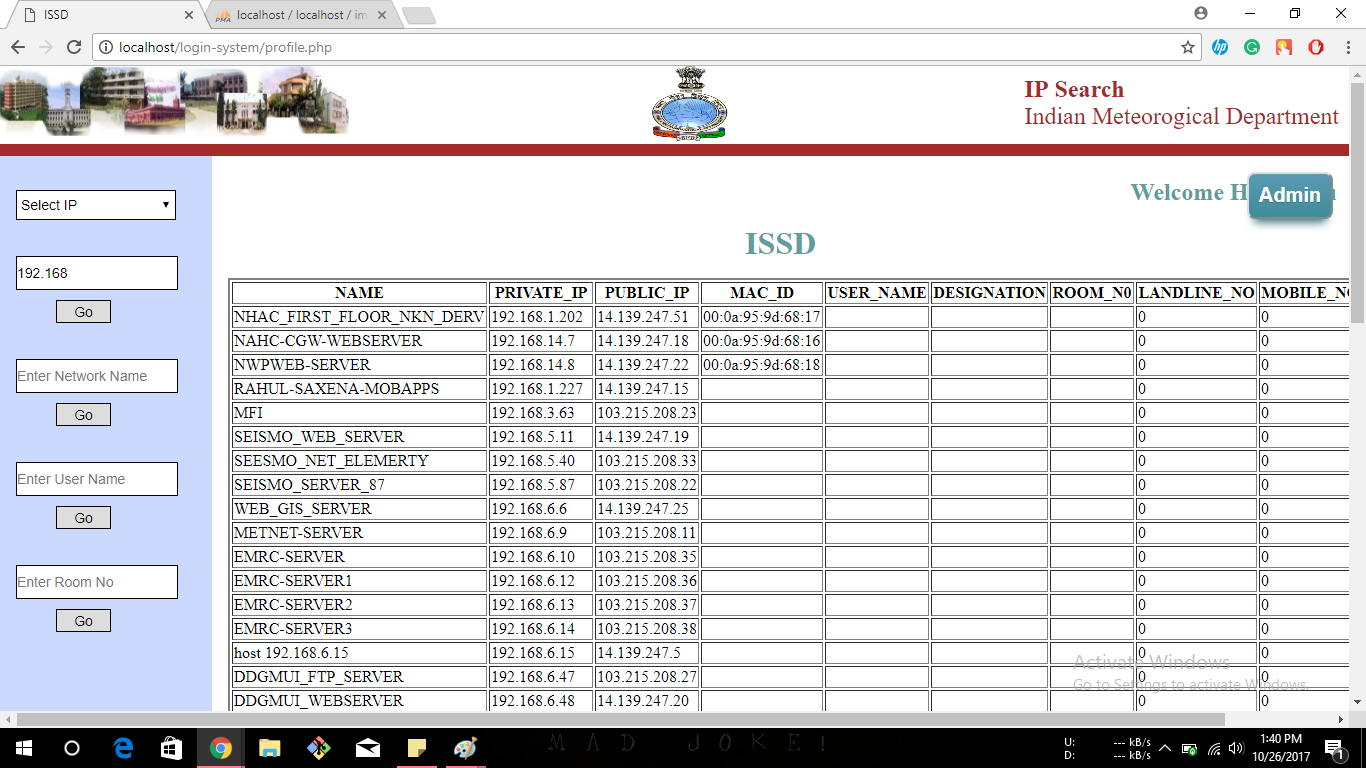 ISSD
PMA localhost / localhost / im
localhost/login-system/profile.php
hp
IP Search
Indian Meteorogical Department
Select IP
192.168
Go
Enter Network Name
Go
Enter User Name
Go
Enter Room No
Go
Welcome H
Admin
ISSD
NAME PRIVATE_IP PUBLIC_IP MAC_ID USER_NAME DESIGNATION ROOM_N0 LANDLINE_NO MOBILE_NO
NHAC_FIRST_FLOOR_NKN_DERV 192.168.1.202 14.139.247.51 00:0a:95:9d:68:17 0 0
NAHC-CGW-WEBSERVER 192.168.14.7 14.139.247.18 00:0a:95:9d:68:16 0 0
NWPWEB-SERVER 192.168.14.8 14.139.247.22 00:0a:95:9d:68:18 0 0
RAHUL-SAXENA-MOBAPPS 192.168.1.227 14.139.247.15 0 0
MFI 192.168.3.63 103.215.208.23 0 0
SEISMO_WEB_SERVER 192.168.5.11 14.139.247.19 0 0
SEESMO_NET_ELEMERTY 192.168.5.40 103.215.208.33 0 0
SEISMO_SERVER_87 192.168.5.87 103.215.208.22 0 0
WEB_GIS_SERVER 192.168.6.6 14.139.247.25 0 0
METNET-SERVER 192.168.6.9 103.215.208.11 0 0
EMRC-SERVER 192.168.6.10 103.215.208.35 0 0
EMRC-SERVER1 192.168.6.12 103.215.208.36 0 0
EMRC-SERVER2 192.168.6.13 103.215.208.37 0 0
EMRC-SERVER3 192.168.6.14 103.215.208.38 0 0
host 192.168.6.15 192.168.6.15 14.139.247.5 0 0
DDGMUI_FTP_SERVER 192.168.6.47 103.215.208.27 0 0
DDGMUI_WEBSERVER 192.168.6.48 14.139.247.20 0 0
Activate Windows
Go to Settings to activate Windows.
MAD JOKE!
U: --- kB/s
D: --- kB/s
1:40 PM
10/26/2017
1